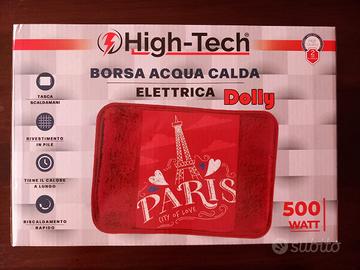 High-Tech®
BORSA ACQUA CALDA
ELETTRICA Dolly
TASCA
SCALDAMANI
RIVESTIMENTO
IN PILE
TIENE IL CALORE
A LUNGO
RISCALDAMENTO
RAPIDO
PARIS
CITY OF LOVE
500
WATT
subito